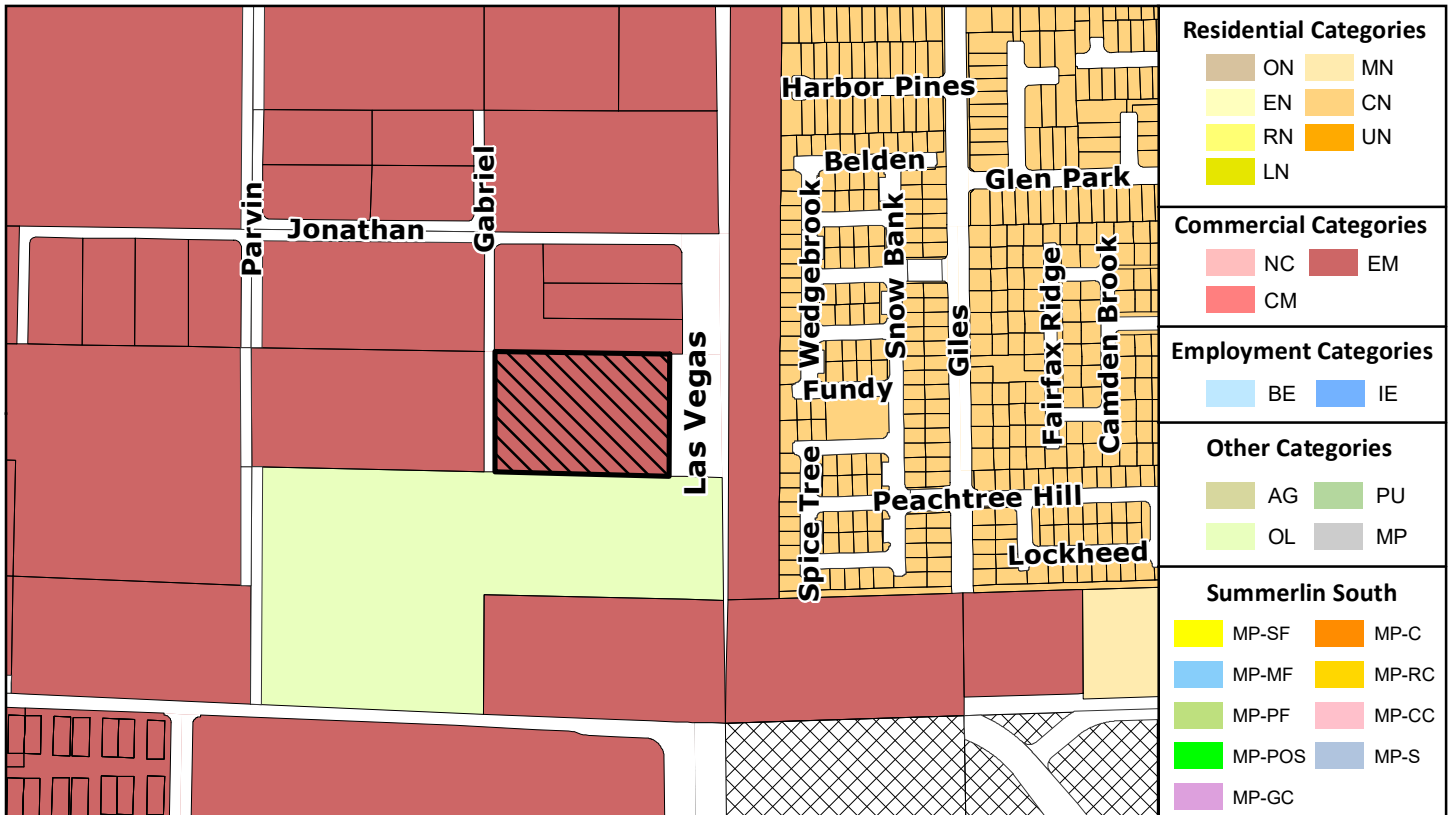 Harbor Pines
Belden
Glen Park
Gabriel
Parvin
Jonathan
Wedgebrook
Snow Bank
Giles
Fairfax Ridge
Camden Brook
Las Vegas
Fundy
Spice Tree
Peachtree Hill
Lockheed
Residential Categories
ON MN
EN CN
RN UN
LN
Commercial Categories
NC EM
CM
Employment Categories
BE IE
Other Categories
AG PU
OL MP
Summerlin South
MP-SF MP-C
MP-MF MP-RC
MP-PF MP-CC
MP-POS MP-S
MP-GC